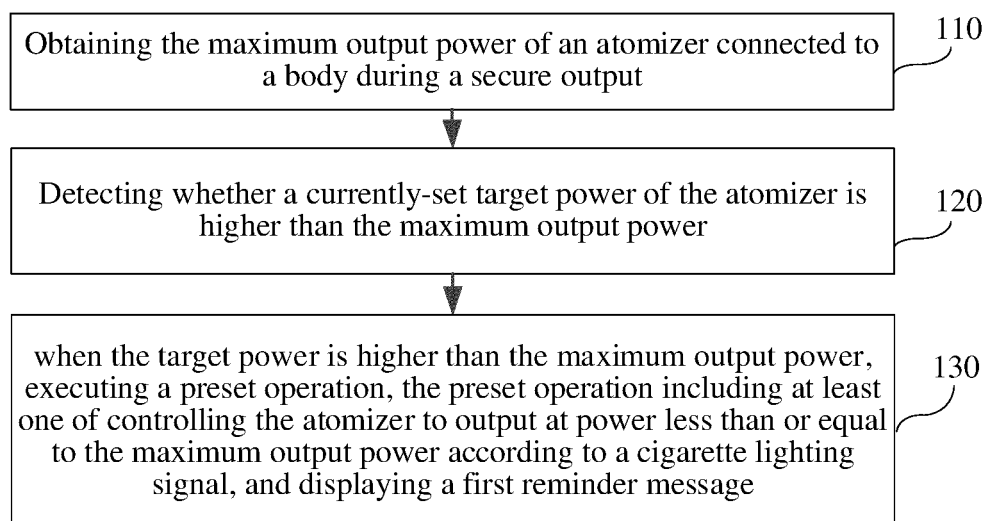 Obtaining the maximum output power of an atomizer connected to
a body during a secure output
110
Detecting whether a currently-set target power of the atomizer is
higher than the maximum output power
120
when the target power is higher than the maximum output power,
executing a preset operation, the preset operation including at least
one of controlling the atomizer to output at power less than or equal
to the maximum output power according to a cigarette lighting
signal, and displaying a first reminder message
130